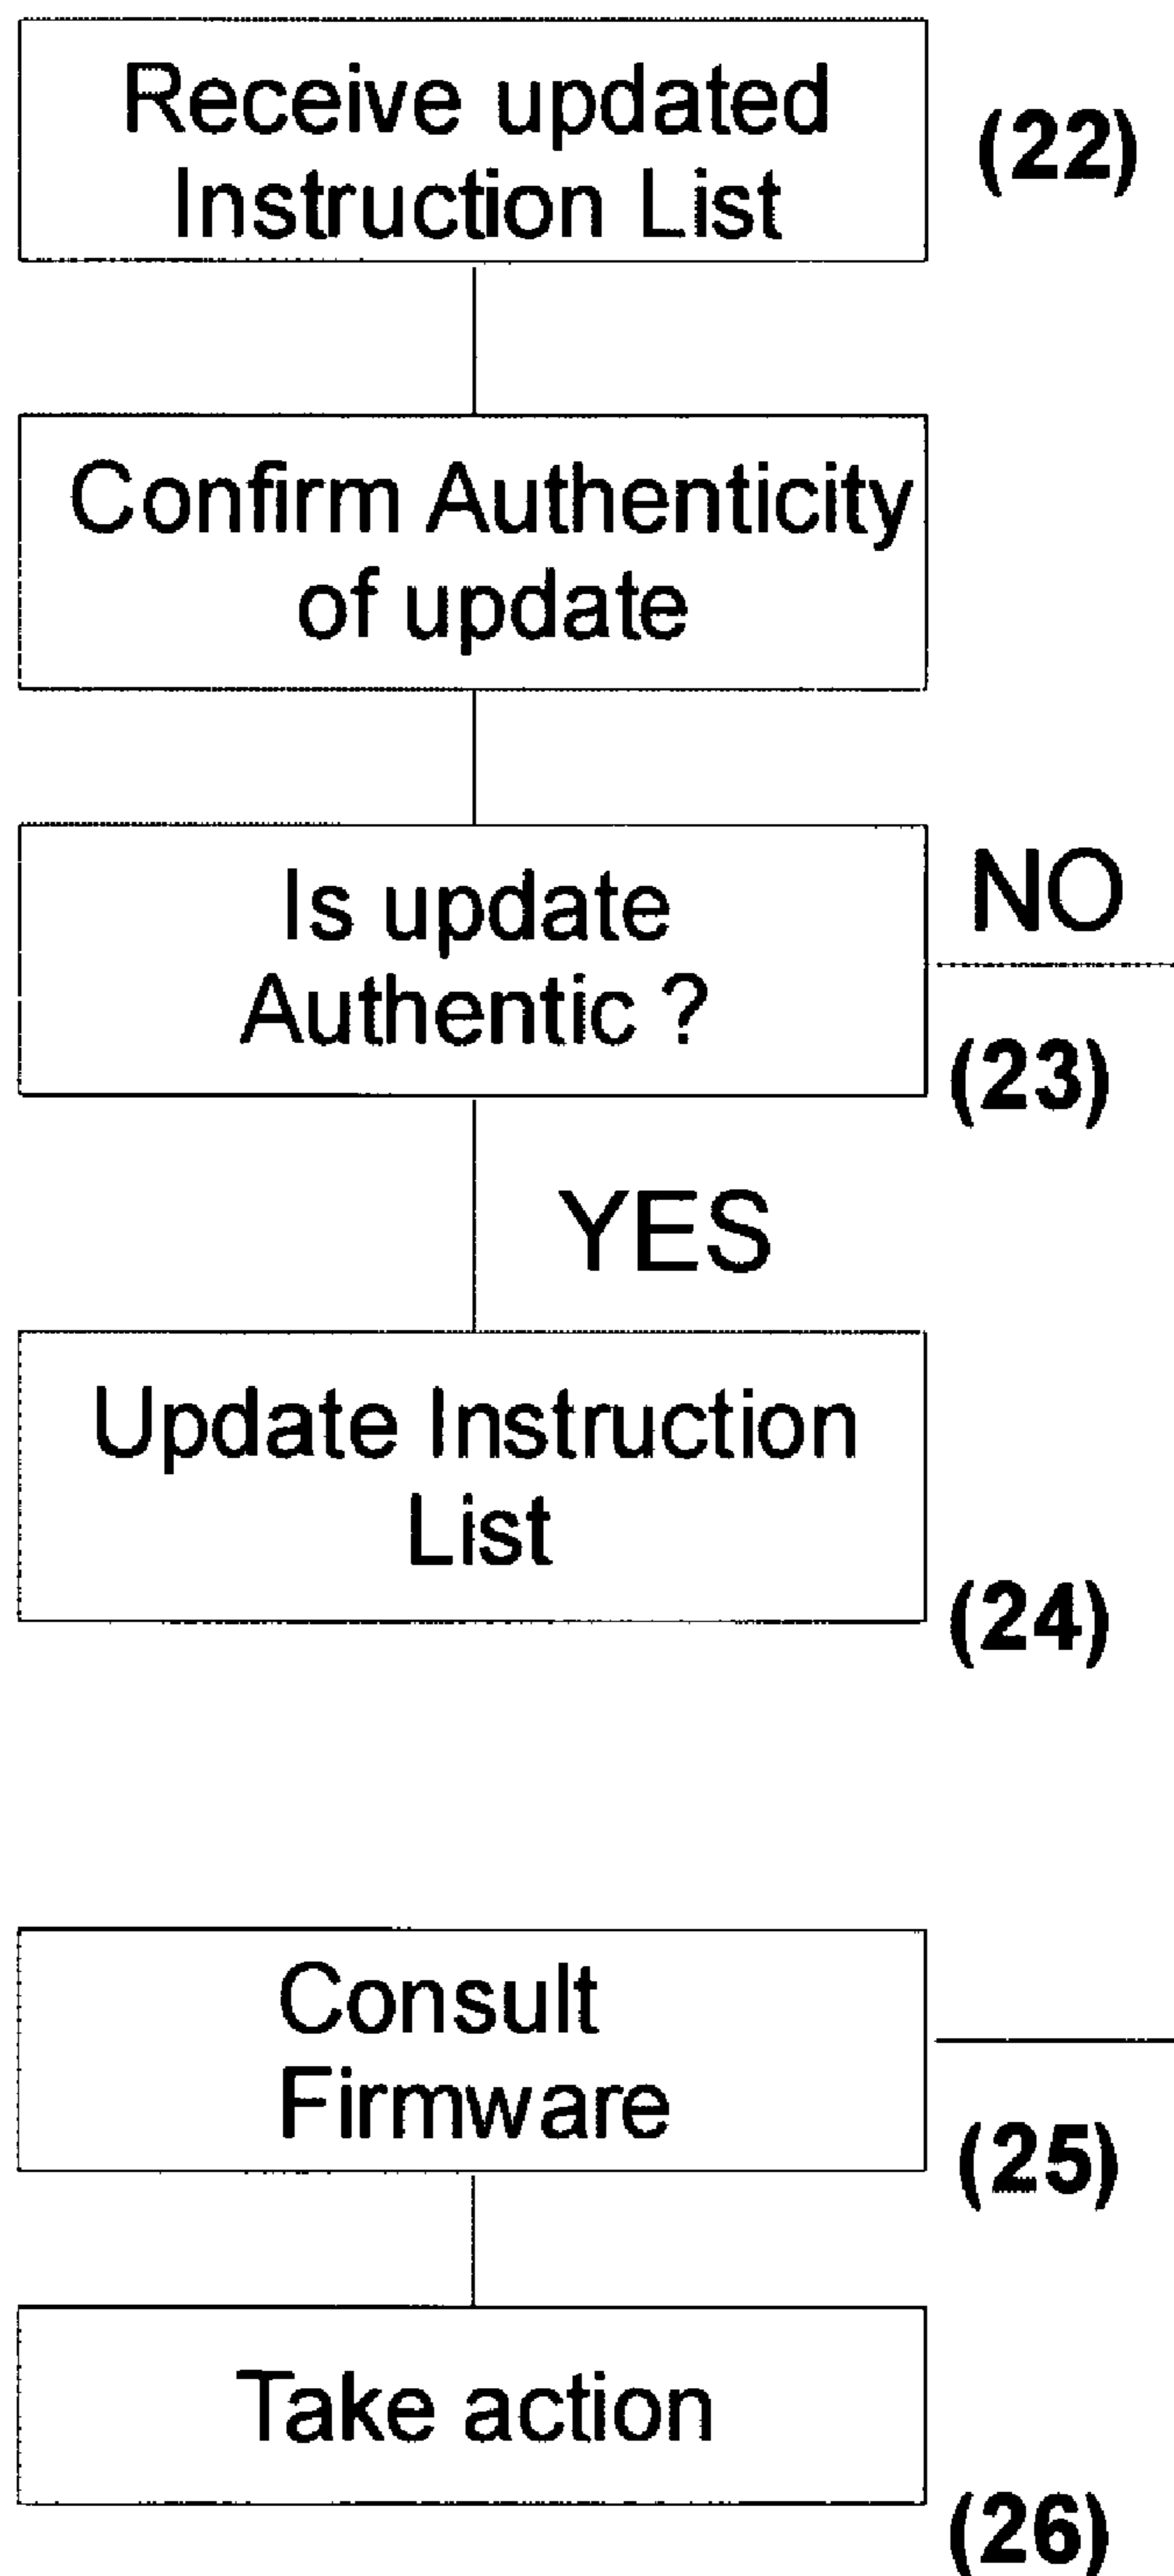 Receive updated
Instruction List
(22)
Confirm Authenticity
of update
Is update
Authentic ?
NO
(23)
YES
Update Instruction
List
(24)
Consult
Firmware
(25)
Take action
(26)